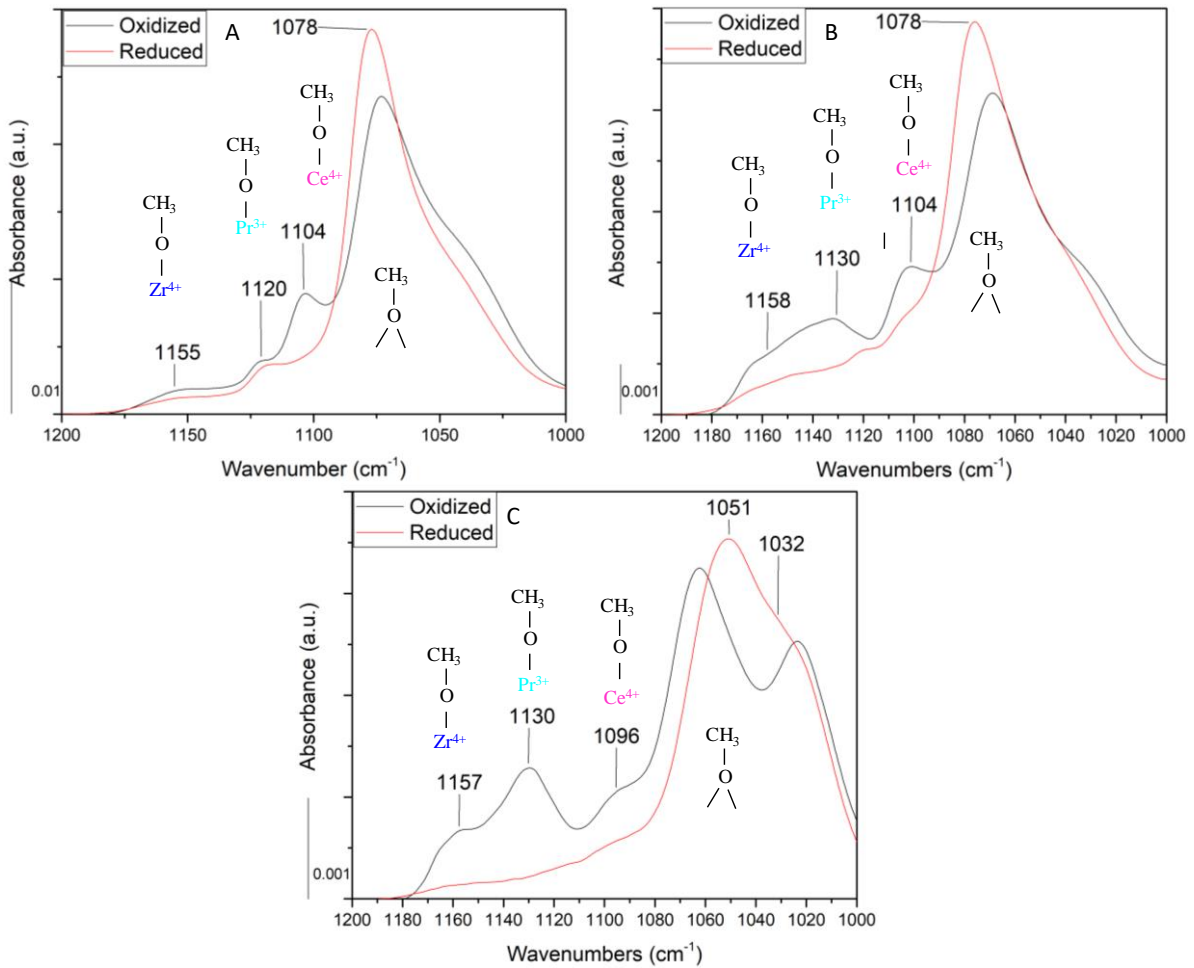 Oxidized
Reduced
A
1078
CH3
O
Ce4+
CH3
O
Pr3+
CH3
O
Zr4+
1104
1120
1155
CH3
O
Absorbance (a.u.)
0.01
1200 1150 1100 1050 1000
Wavenumber (cm-1)
Oxidized
Reduced
B
1078
CH3
O
Ce4+
CH3
O
Pr3+
CH3
O
Zr4+
1104
1130
1158
CH3
O
Absorbance (a.u.)
0.001
1200 1180 1160 1140 1120 1100 1080 1060 1040 1020 1000
Wavenumbers (cm-1)
Oxidized
Reduced
C
1051
1032
CH3
O
Pr3+
CH3
O
Ce4+
CH3
O
Zr4+
1130
1096
1157
CH3
O
Absorbance (a.u.)
0.001
1200 1180 1160 1140 1120 1100 1080 1060 1040 1020 1000
Wavenumbers (cm-1)